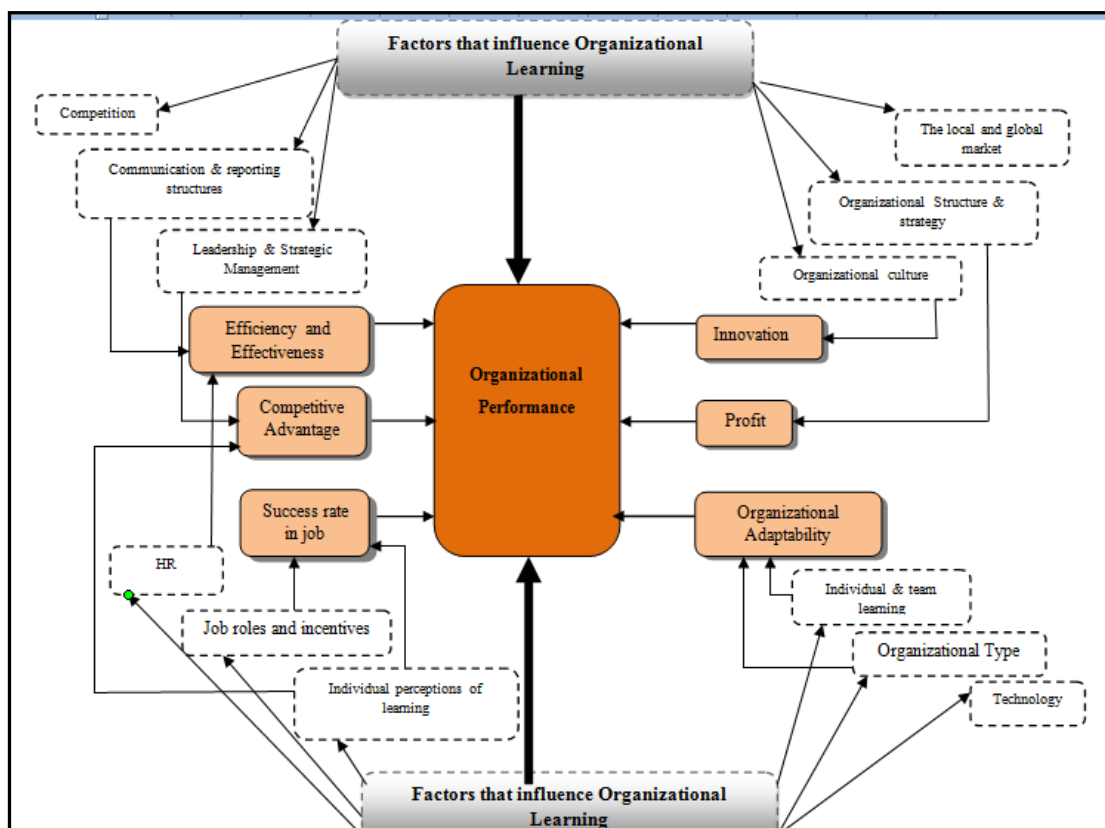 Factors that influence Organizational
Learning
Competition
The local and global
market
Communication & reporting
structures
Organizational Structure &
strategy
Leadership & Strategic
Management
Organizational culture
Efficiency and
Effectiveness
Innovation
Organizational
Performance
Competitive
Advantage
Profit
Success rate
in job
Organizational
Adaptability
HR
Individual & team
learning
Job roles and incentives
Organizational Type
Individual perceptions of
learning
Technology
Factors that influence Organizational
Learning